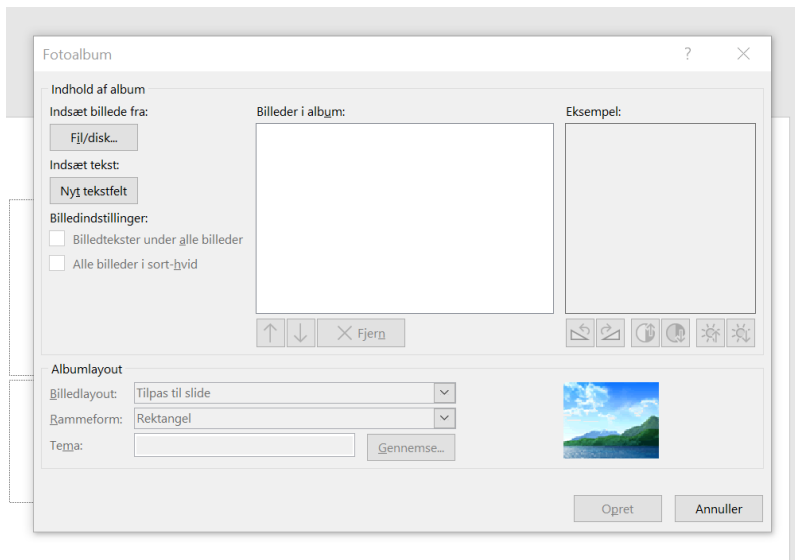 Fotoalbum
?
Indhold af album
Indsæt billede fra:
Fil/disk...
Indsæt tekst:
Nyt tekstfelt
Billedindstillinger:
Billedtekster under alle billeder
Alle billeder i sort-hvid
Billeder i album:
Fjern
Eksempel:
Albumlayout
Billedlayout:
Tilpas til slide
Rammeform:
Rektangel
Tema:
Gennemse...
Opret
Annuller